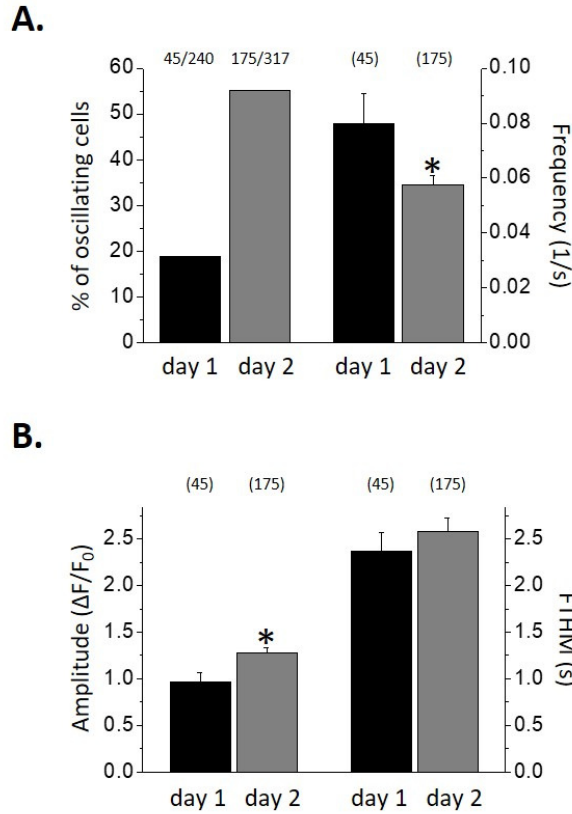 A.
45/240 175/317 (45) (175)
60 0.10
50 0.08
40 0.06
30 0.04
20 0.02
10 0.00
0
% of oscillating cells
Frequency (1/s)
*
day 1 day 2 day 1 day 2
B.
(45) (175) (45) (175)
2.5 2.5
2.0 2.0
1.5 1.5
1.0 1.0
0.5 0.5
0.0 0.0
Amplitude (ΔF/F₀)
FTHM (s)
*
day 1 day 2 day 1 day 2